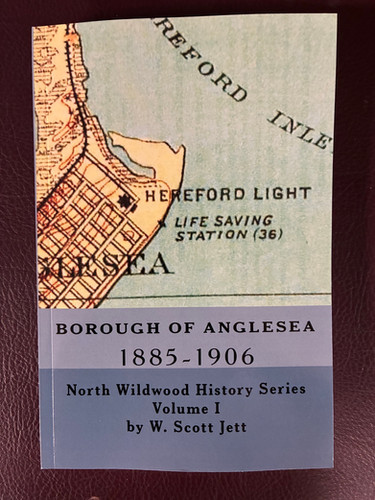 EREFORD INLE
HEREFORD LIGHT
LIFE SAVING
STATION (36)
LESEA
BOROUGH OF ANGLESEA
1885-1906
North Wildwood History Series
Volume I
by W. Scott Jett